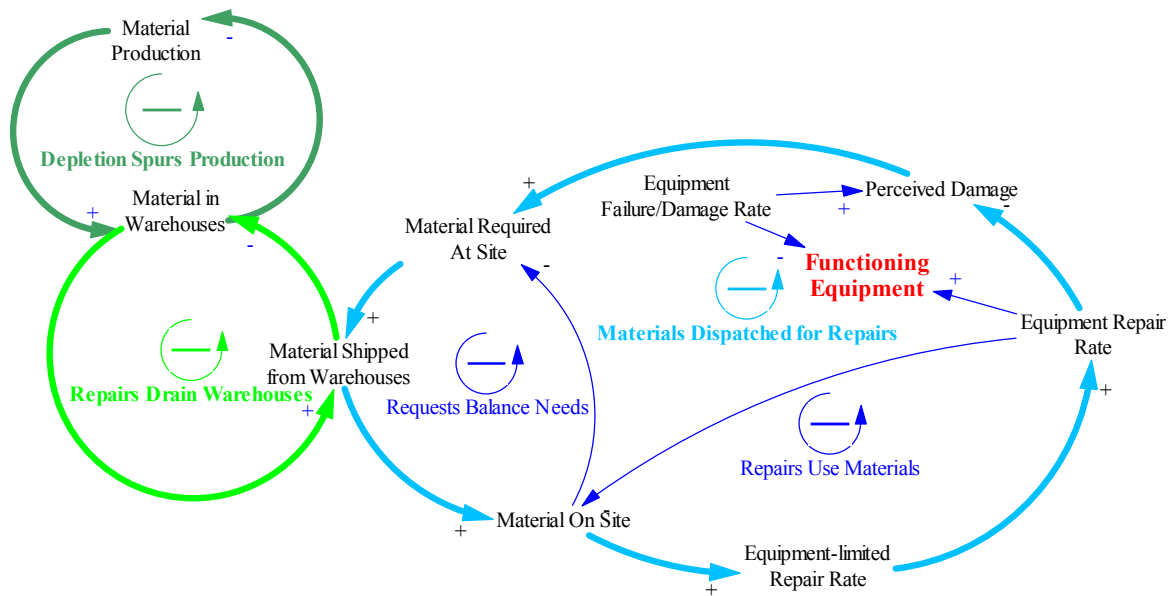 Material
Production
-
Depletion Spurs Production
+
Material in
Warehouses
-
Repairs Drain Warehouses
+
Material Shipped
from Warehouses
+
Material Required
At Site
+
-
Requests Balance Needs
Equipment
Failure/Damage Rate
+
-
Perceived Damage
-
Functioning
Equipment
+
Materials Dispatched for Repairs
Equipment Repair
Rate
+
Repairs Use Materials
Material On Site
-
+
Equipment-limited
Repair Rate
+